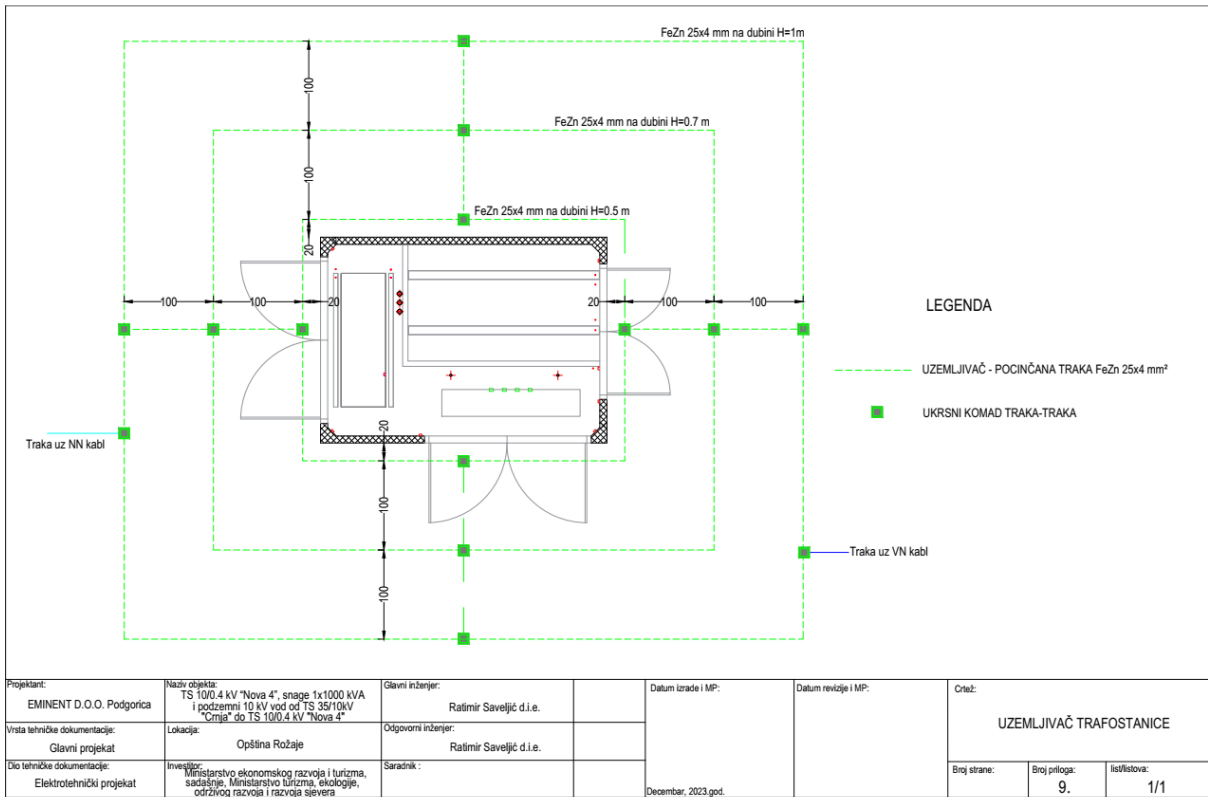 FeZn 25x4 mm na dubini H=1m
100
FeZn 25x4 mm na dubini H=0.7 m
100
FeZn 25x4 mm na dubini H=0.5 m
20
100
100
20
20
100
100
LEGENDA
UZEMLJIVAČ - POCINČANA TRAKA FeZn 25x4 mm²
UKRSNI KOMAD TRAKA-TRAKA
Traka uz NN kabl
20
100
Traka uz VN kabl
100
Projektant:
EMINENT D.O.O. Podgorica
Naziv objekta:
TS 10/0.4 kV "Nova 4", snage 1x1000 kVA
i podzemni 10 kV vod od TS 35/10kV
"Crnja" do TS 10/0.4 kV "Nova 4"
Glavni inženjer:
Ratimir Saveljić d.i.e.
Datum izrade i MP:
Datum revizije i MP:
Crtež:
UZEMLJIVAČ TRAFOSTANICE
Vrsta tehničke dokumentacije:
Glavni projekat
Lokacija:
Opština Rožaje
Odgovorni inženjer:
Ratimir Saveljić d.i.e.
Dio tehničke dokumentacije:
Elektrotehnički projekat
Investitor:
Ministarstvo ekonomskog razvoja i turizma,
sadašnje, Ministarstvo turizma, ekologije,
održivog razvoja i razvoja sjevera
Saradnik :
Decembar, 2023.god.
Broj strane:
Broj priloga:
9.
list/listova:
1/1